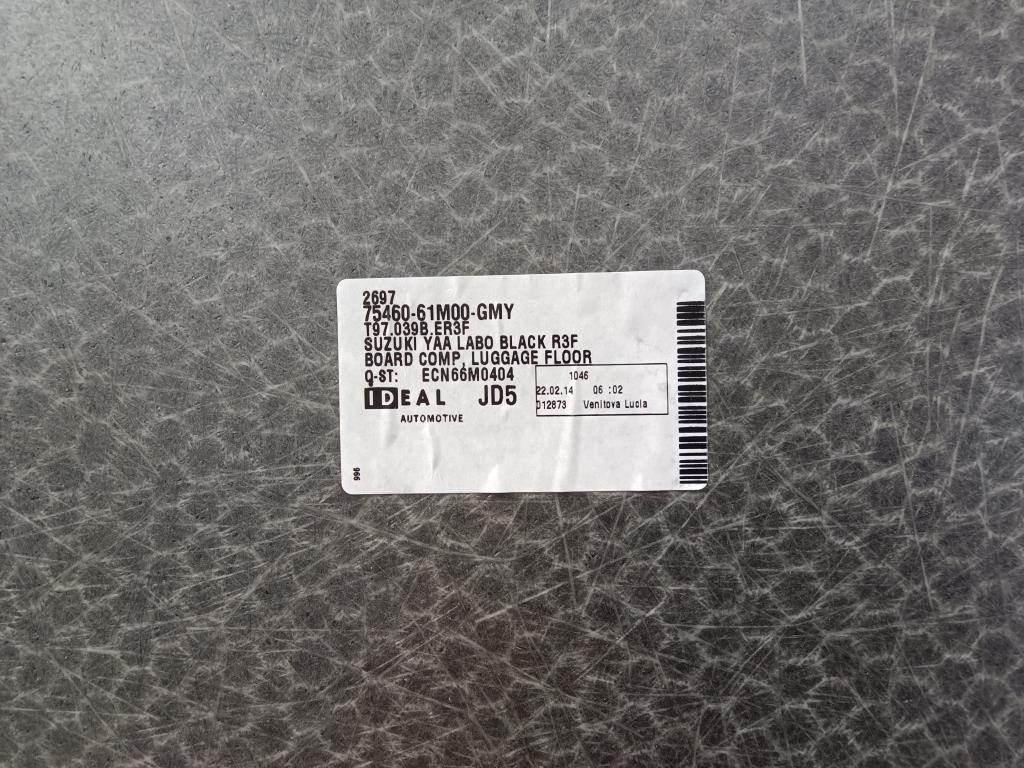 2697
75460-61M00-GMY
T97.039B.ER3F
SUZUKI YAA LABO BLACK R3F
BOARD COMP, LUGGAGE FLOOR
Q-ST: ECN66M0404
IDEAL JD5
AUTOMOTIVE
1046
22.02.14 06 :02
012873 Venitova Lucia
996